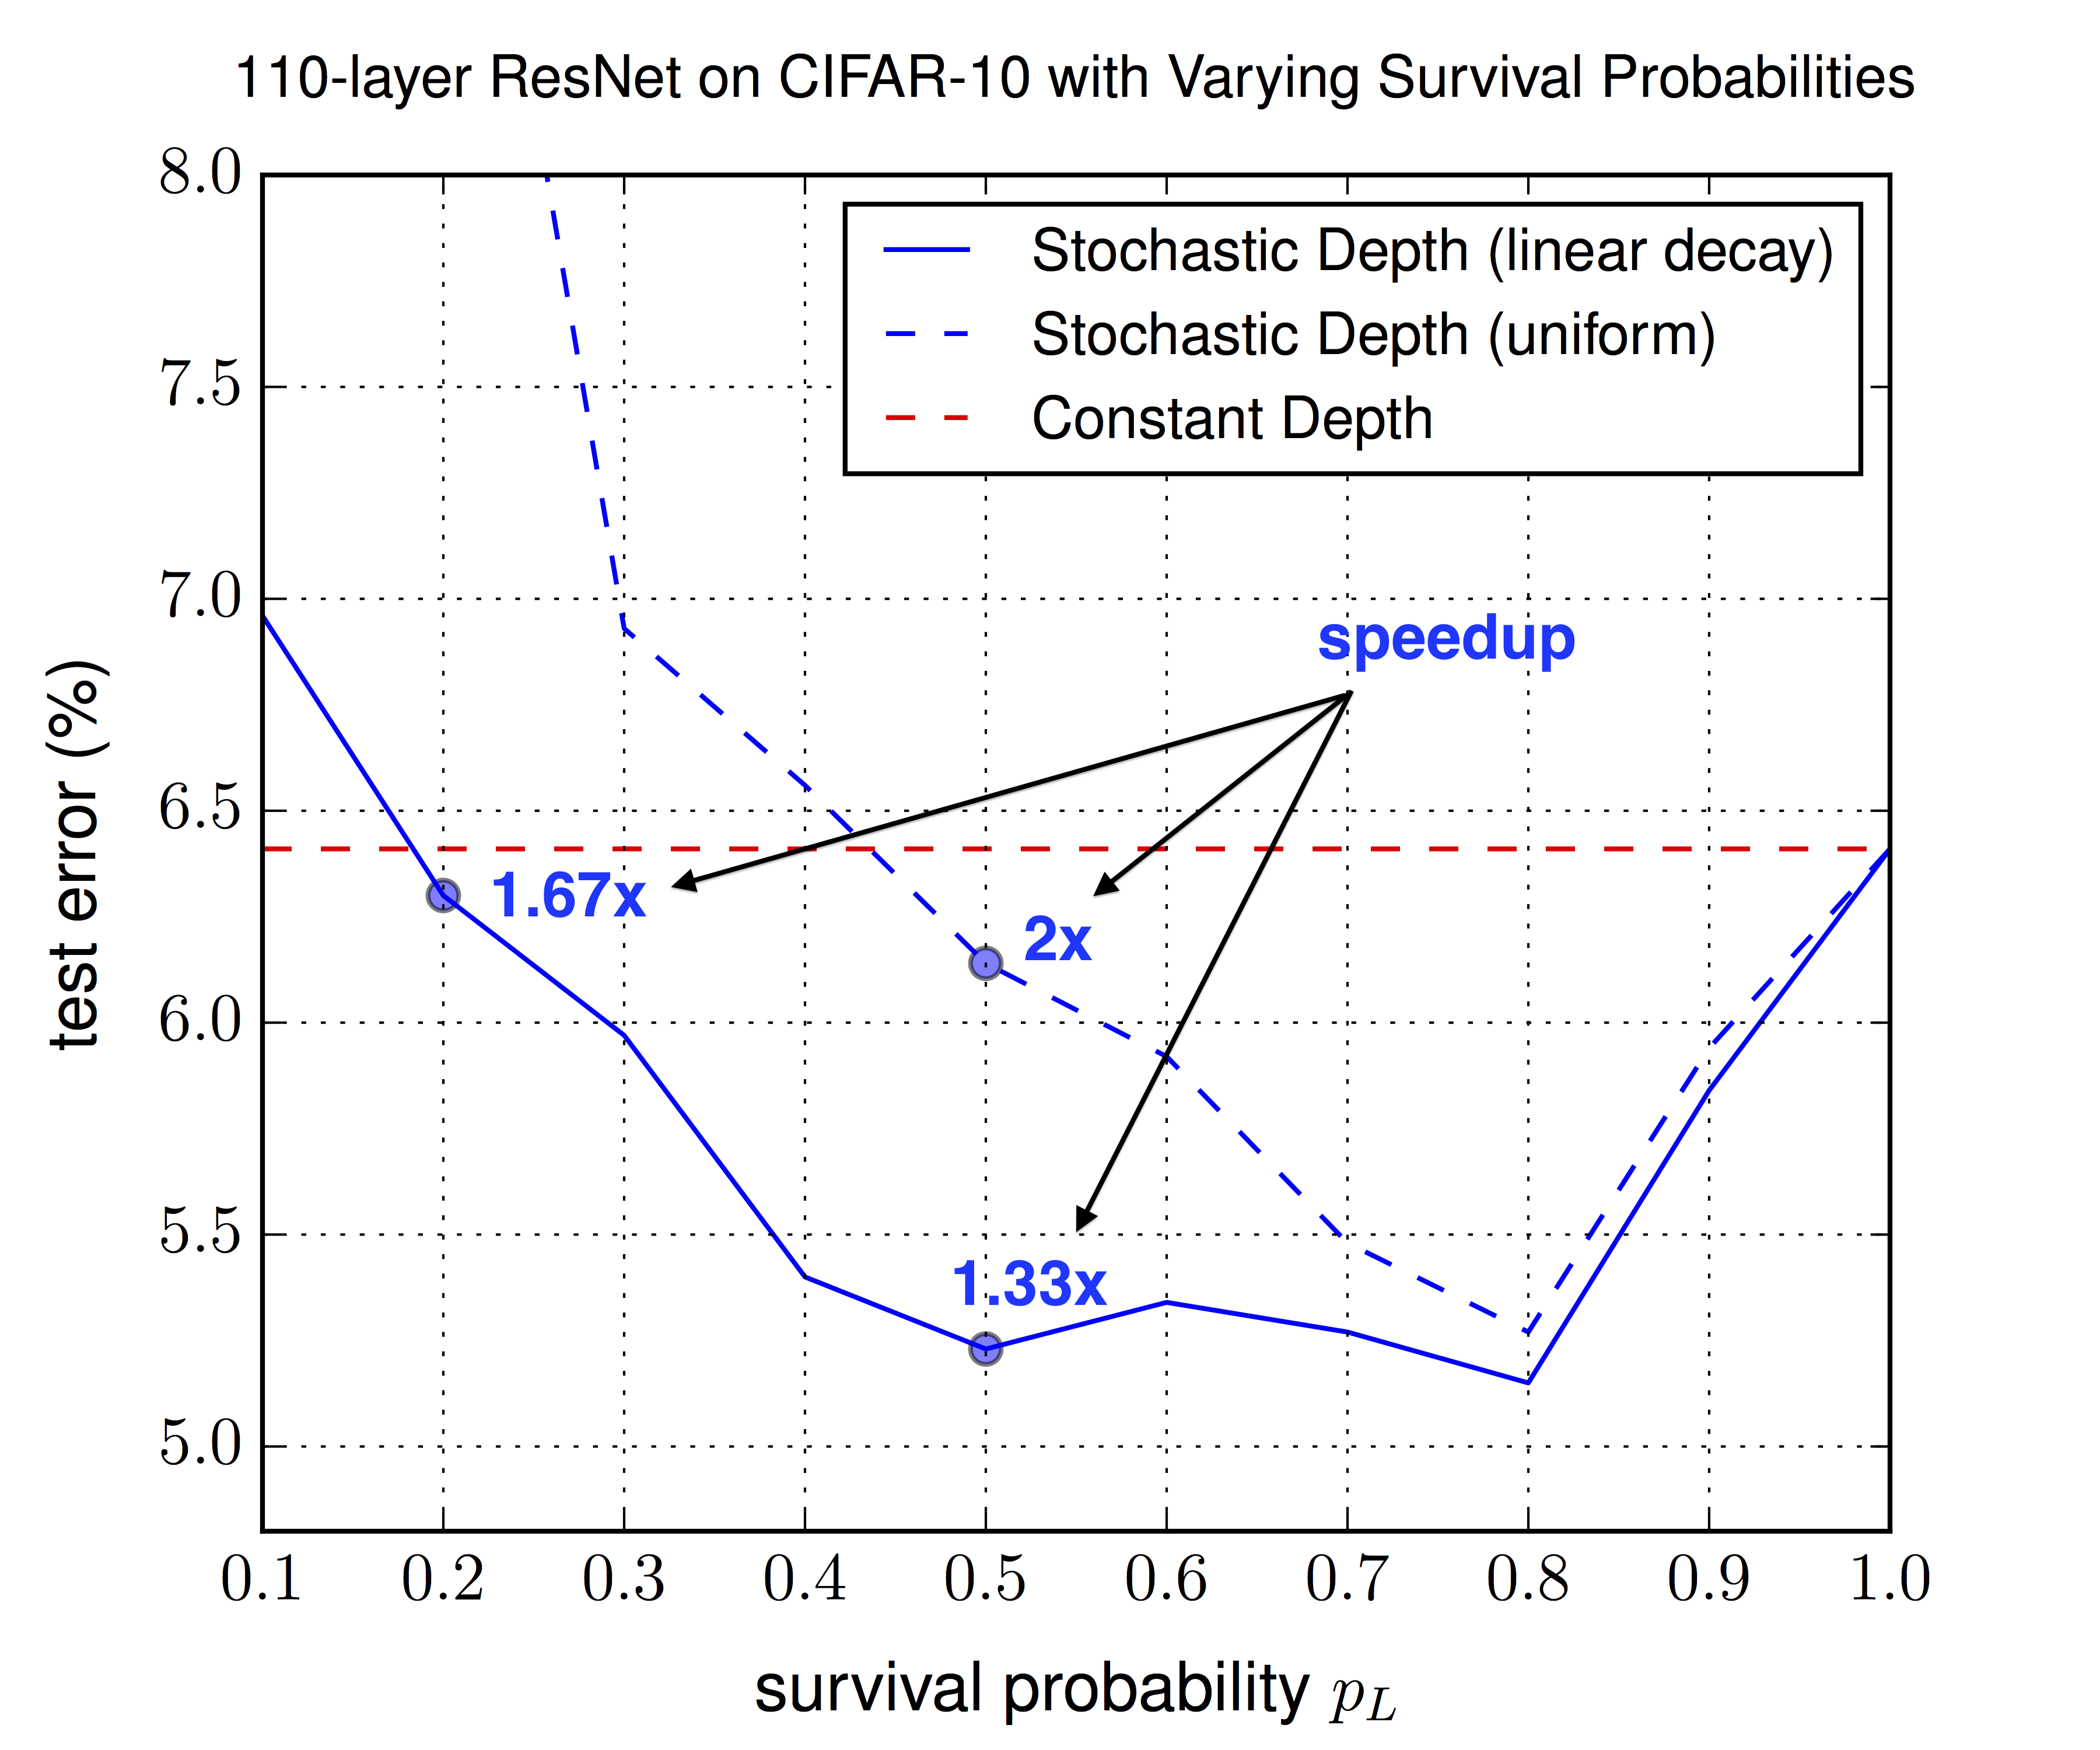 110-layer ResNet on CIFAR-10 with Varying Survival Probabilities
8.0
7.5
7.0
6.5
6.0
5.5
5.0
test error (%)
Stochastic Depth (linear decay)
Stochastic Depth (uniform)
Constant Depth
speedup
1.67x
2x
1.33x
0.1 0.2 0.3 0.4 0.5 0.6 0.7 0.8 0.9 1.0
survival probability p_L